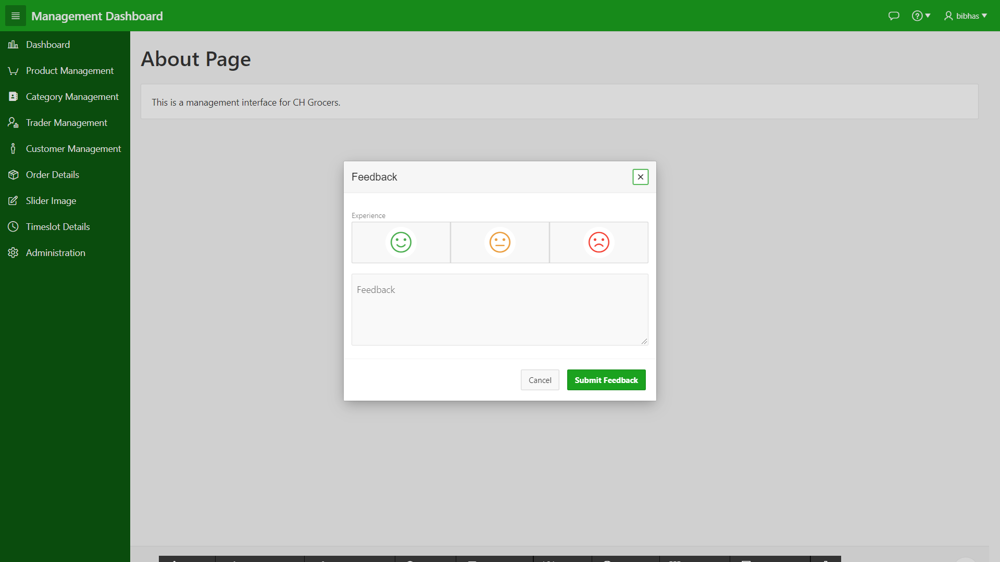 Management Dashboard
bibhas
Dashboard
Product Management
Category Management
Trader Management
Customer Management
Order Details
Slider Image
Timeslot Details
Administration
About Page
This is a management interface for CH Grocers.
Feedback
Experience
Feedback
Cancel
Submit Feedback